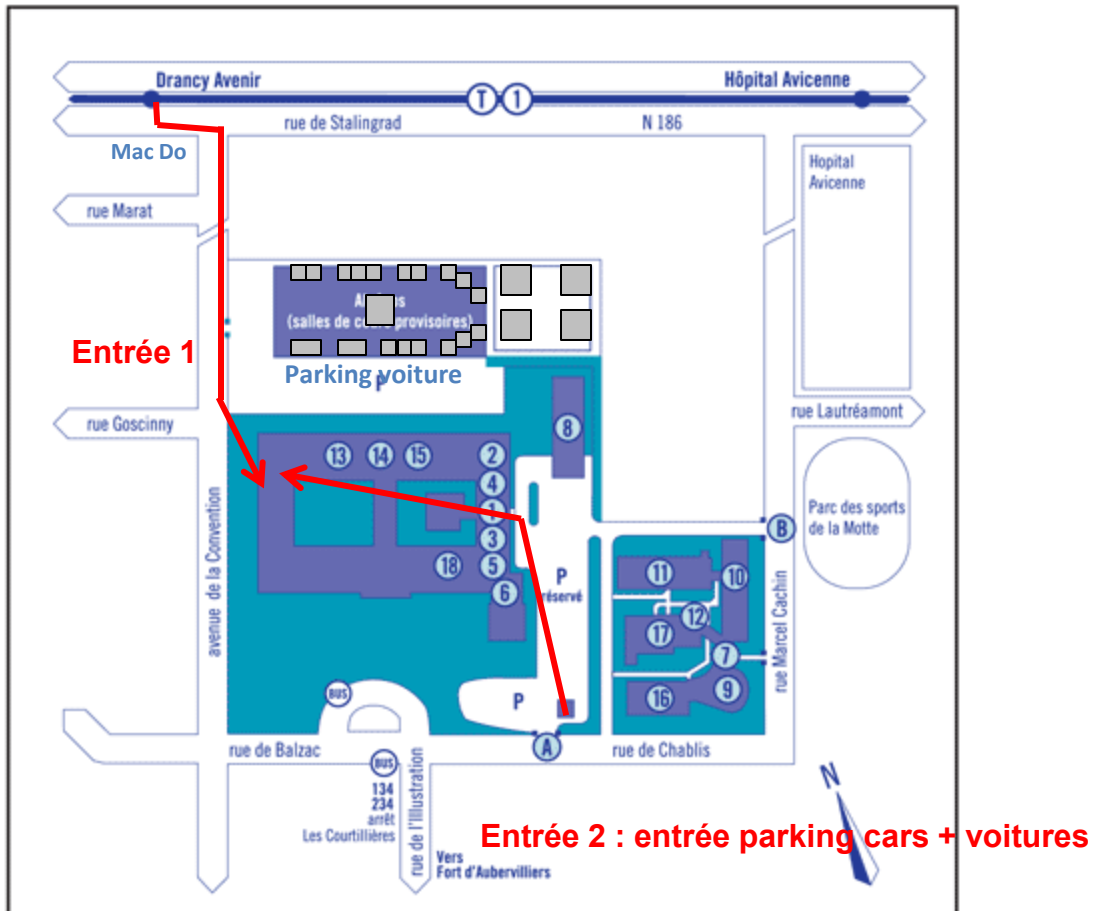 Drancy Avenir
Hôpital Avicenne
T 1
rue de Stalingrad
N 186
Mac Do
Hopital
Avicenne
rue Marat
(salles de provisoires)
Entrée 1
Parking voiture
P
rue Lautréamont
rue Goscinny
8
13 14 15 2
4
1
3
18 5
6
Parc des sports
de la Motte
B
P
réservé
11 10
12
17
7
16 9
avenue de la Convention
rue Marcel Cachin
BUS
P
A
rue de Balzac
rue de Chablis
BUS
134
234
arrêt
Les Courtillières
rue de l'Illustration
N
Entrée 2 : entrée parking cars + voitures
Vers
Fort d'Aubervilliers